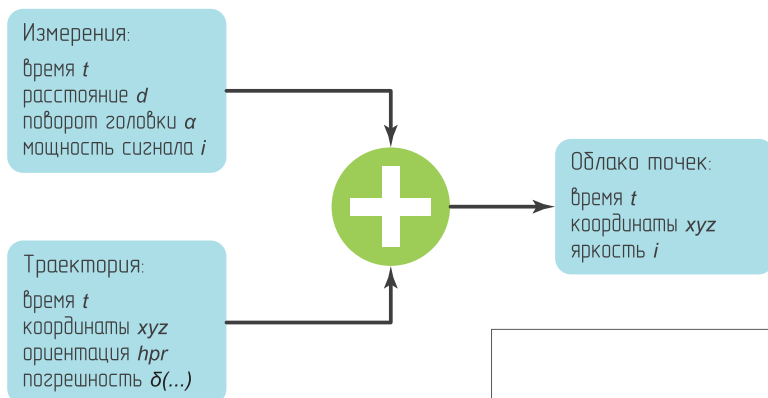 Измерения:
время t
расстояние d
поворот головки α
мощность сигнала i
Траектория:
время t
координаты xyz
ориентация hpr
погрешность δ(...)
Облако точек:
время t
координаты xyz
яркость i